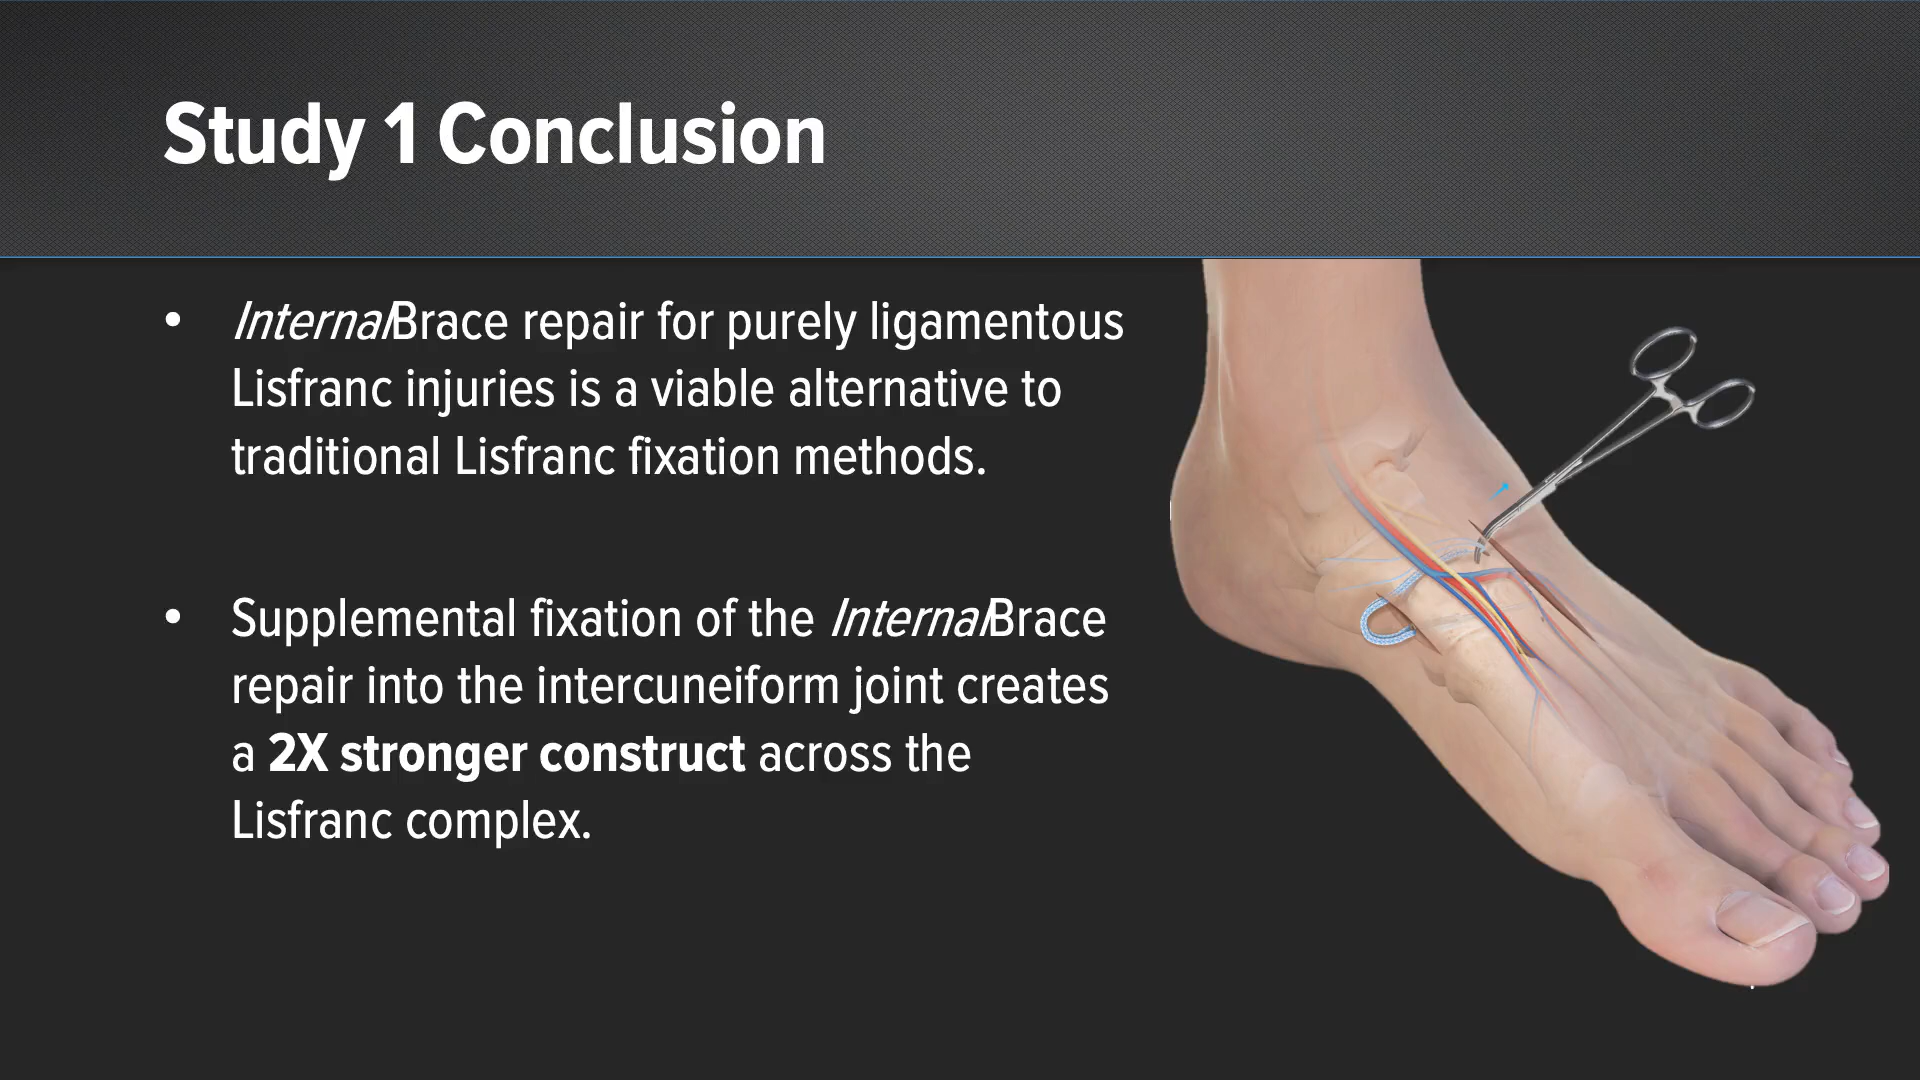 Study 1 Conclusion
• InternalBrace repair for purely ligamentous
Lisfranc injuries is a viable alternative to
traditional Lisfranc fixation methods.
• Supplemental fixation of the InternalBrace
repair into the intercuneiform joint creates
a 2X stronger construct across the
Lisfranc complex.